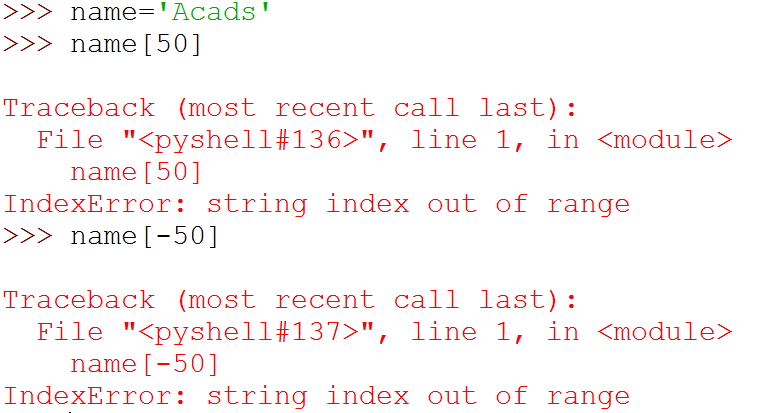 >>> name='Acads'
>>> name[50]
Traceback (most recent call last):
  File "<pyshell#136>", line 1, in <module>
    name[50]
IndexError: string index out of range
>>> name[-50]
Traceback (most recent call last):
  File "<pyshell#137>", line 1, in <module>
    name[-50]
IndexError: string index out of range